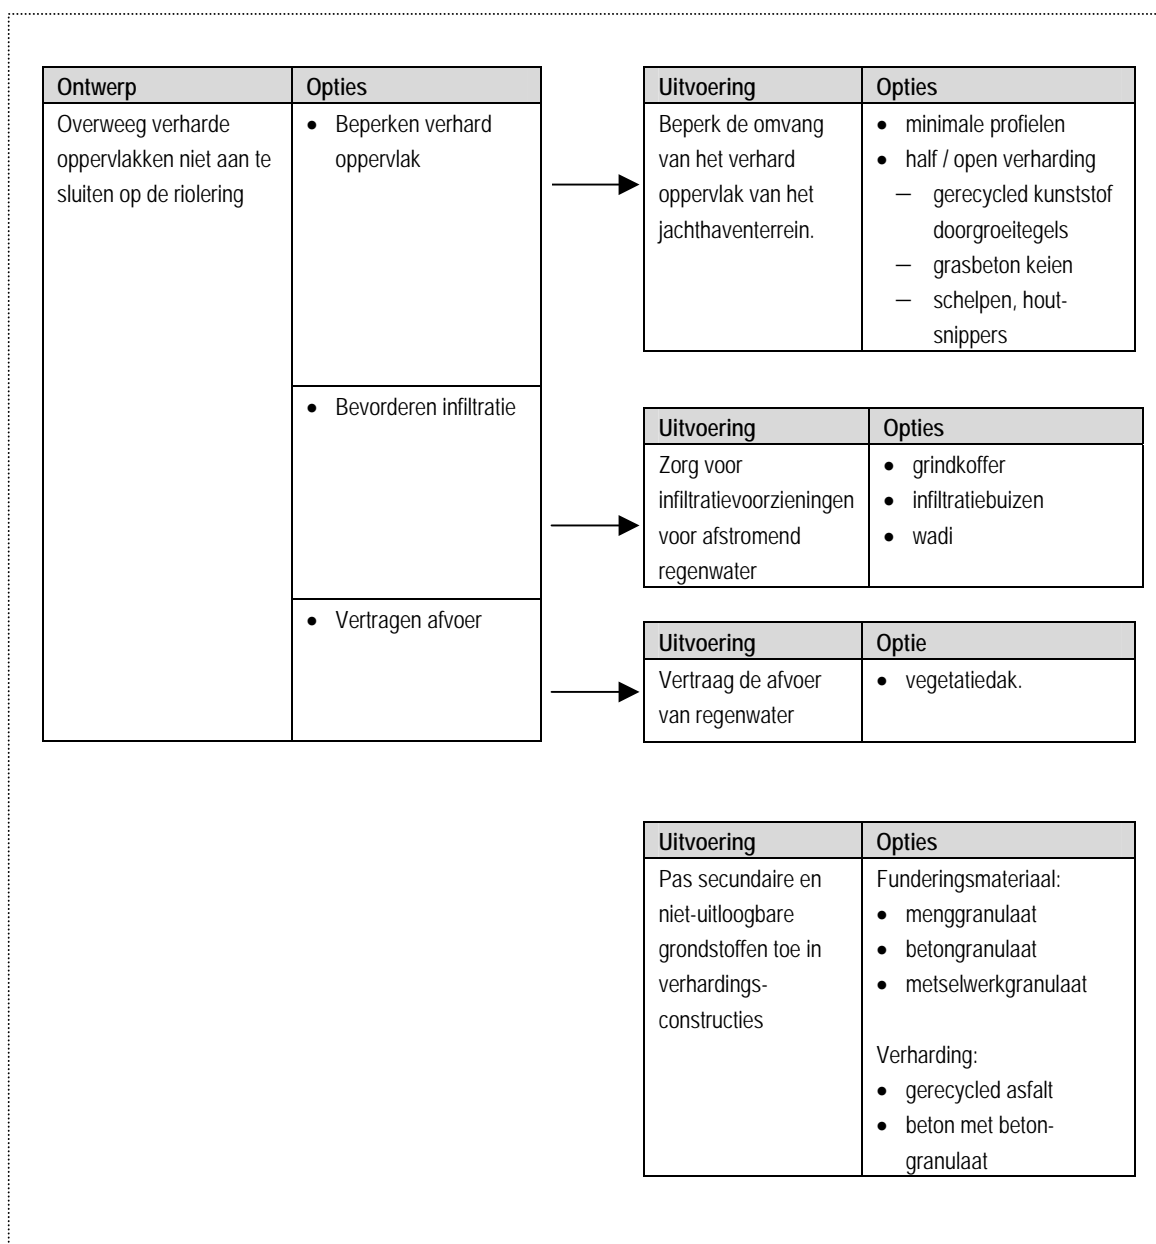 Ontwerp
Opties
Overweeg verharde
oppervlakken niet aan te
sluiten op de riolering
• Beperken verhard
oppervlak
• Bevorderen infiltratie
• Vertragen afvoer
Uitvoering
Opties
Beperk de omvang
van het verhard
oppervlak van het
jachthaventerrein.
• minimale profielen
• half / open verharding
— gerecycled kunststof
doorgroeitegels
— grasbeton keien
— schelpen, hout-
snippers
Uitvoering
Opties
Zorg voor
infiltratievoorzieningen
voor afstromend
regenwater
• grindkoffer
• infiltratiebuizen
• wadi
Uitvoering
Optie
Vertraag de afvoer
van regenwater
• vegetatiedak.
Uitvoering
Opties
Pas secundaire en
niet-uitloogbare
grondstoffen toe in
verhardings-
constructies
Funderingsmateriaal:
• menggranulaat
• betongranulaat
• metselwerkgranulaat
Verharding:
• gerecycled asfalt
• beton met beton-
granulaat